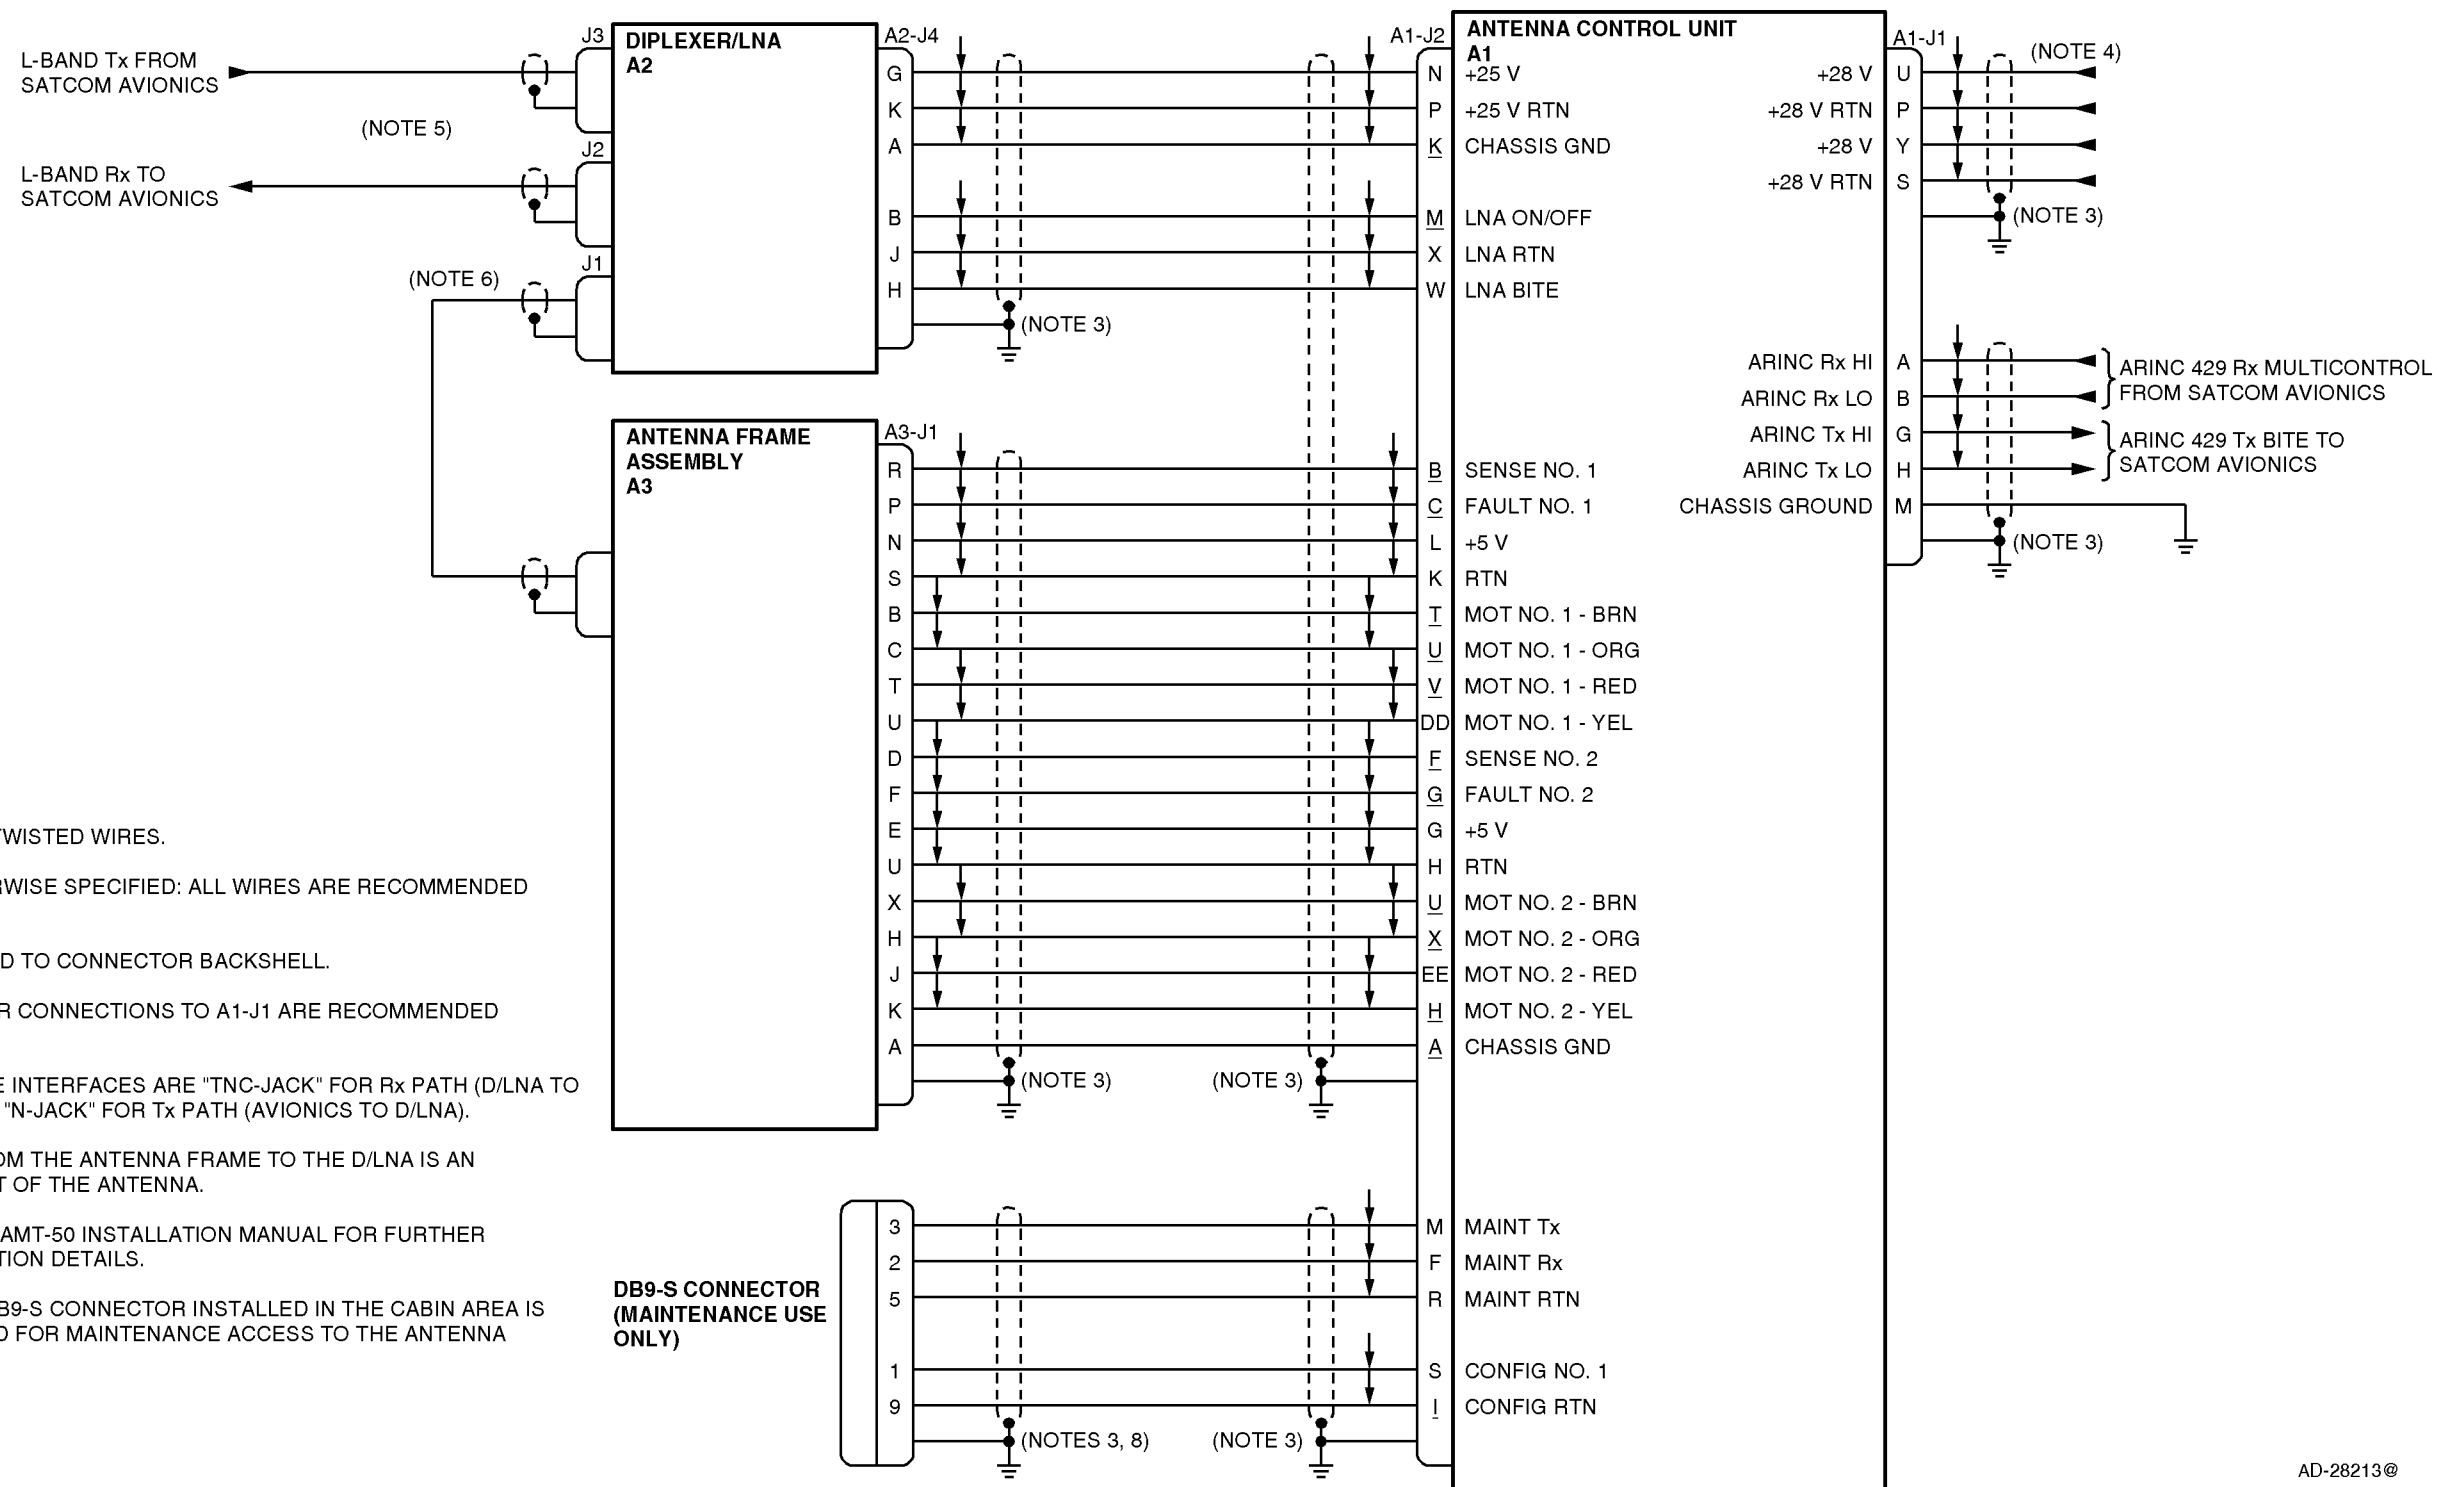 L-BAND Tx FROM
SATCOM AVIONICS
(NOTE 5)
L-BAND Rx TO
SATCOM AVIONICS
(NOTE 6)
J3
J2
J1
DIPLEXER/LNA
A2
A2-J4
G
K
A
B
J
H
(NOTE 3)
A1-J2
ANTENNA CONTROL UNIT
A1
N +25 V
P +25 V RTN
K CHASSIS GND
M LNA ON/OFF
X LNA RTN
W LNA BITE
A1-J1
(NOTE 4)
+28 V U
+28 V RTN P
+28 V Y
+28 V RTN S
(NOTE 3)
ARINC Rx HI A
ARINC Rx LO B
ARINC Tx HI G
ARINC Tx LO H
CHASSIS GROUND M
ARINC 429 Rx MULTICONTROL
FROM SATCOM AVIONICS
ARINC 429 Tx BITE TO
SATCOM AVIONICS
(NOTE 3)
ANTENNA FRAME
ASSEMBLY
A3
A3-J1
R
P
N
S
B
C
T
U
D
F
E
U
X
H
J
K
A
(NOTE 3)
(NOTE 3)
B SENSE NO. 1
C FAULT NO. 1
L +5 V
K RTN
T MOT NO. 1 - BRN
U MOT NO. 1 - ORG
V MOT NO. 1 - RED
DD MOT NO. 1 - YEL
F SENSE NO. 2
G FAULT NO. 2
G +5 V
H RTN
U MOT NO. 2 - BRN
X MOT NO. 2 - ORG
EE MOT NO. 2 - RED
H MOT NO. 2 - YEL
A CHASSIS GND
TWISTED WIRES.
RWISE SPECIFIED: ALL WIRES ARE RECOMMENDED
D TO CONNECTOR BACKSHELL.
R CONNECTIONS TO A1-J1 ARE RECOMMENDED
E INTERFACES ARE "TNC-JACK" FOR Rx PATH (D/LNA TO
"N-JACK" FOR Tx PATH (AVIONICS TO D/LNA).
OM THE ANTENNA FRAME TO THE D/LNA IS AN
T OF THE ANTENNA.
AMT-50 INSTALLATION MANUAL FOR FURTHER
TION DETAILS.
B9-S CONNECTOR INSTALLED IN THE CABIN AREA IS
D FOR MAINTENANCE ACCESS TO THE ANTENNA
DB9-S CONNECTOR
(MAINTENANCE USE
ONLY)
3
2
5
1
9
(NOTES 3, 8)
(NOTE 3)
M MAINT Tx
F MAINT Rx
R MAINT RTN
S CONFIG NO. 1
I CONFIG RTN
AD-28213@